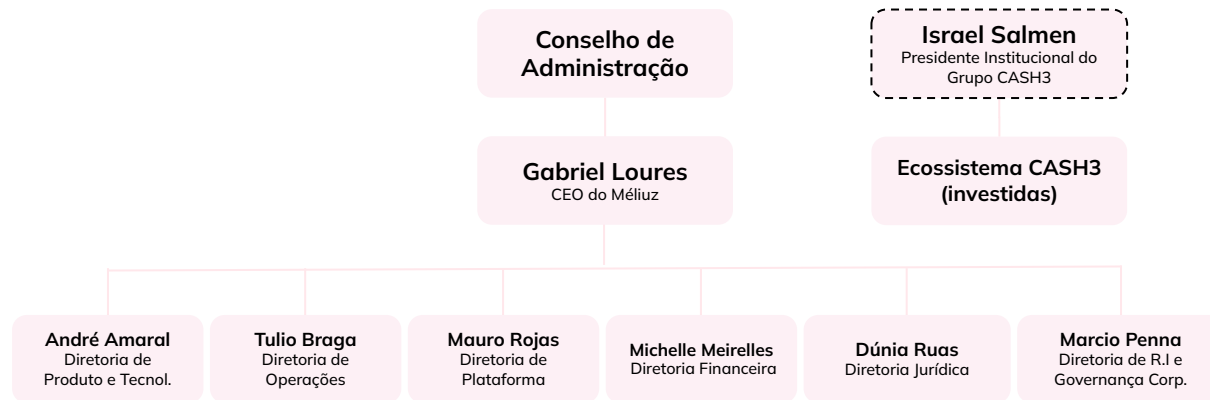 Conselho de
Administração
Israel Salmen
Presidente Institucional do
Grupo CASH3
Gabriel Loures
CEO do Méliuz
Ecossistema CASH3
(investidas)
André Amaral
Diretoria de
Produto e Tecnol.
Tulio Braga
Diretoria de
Operações
Mauro Rojas
Diretoria de
Plataforma
Michelle Meirelles
Diretoria Financeira
Dúnia Ruas
Diretoria Jurídica
Marcio Penna
Diretoria de R.I e
Governança Corp.